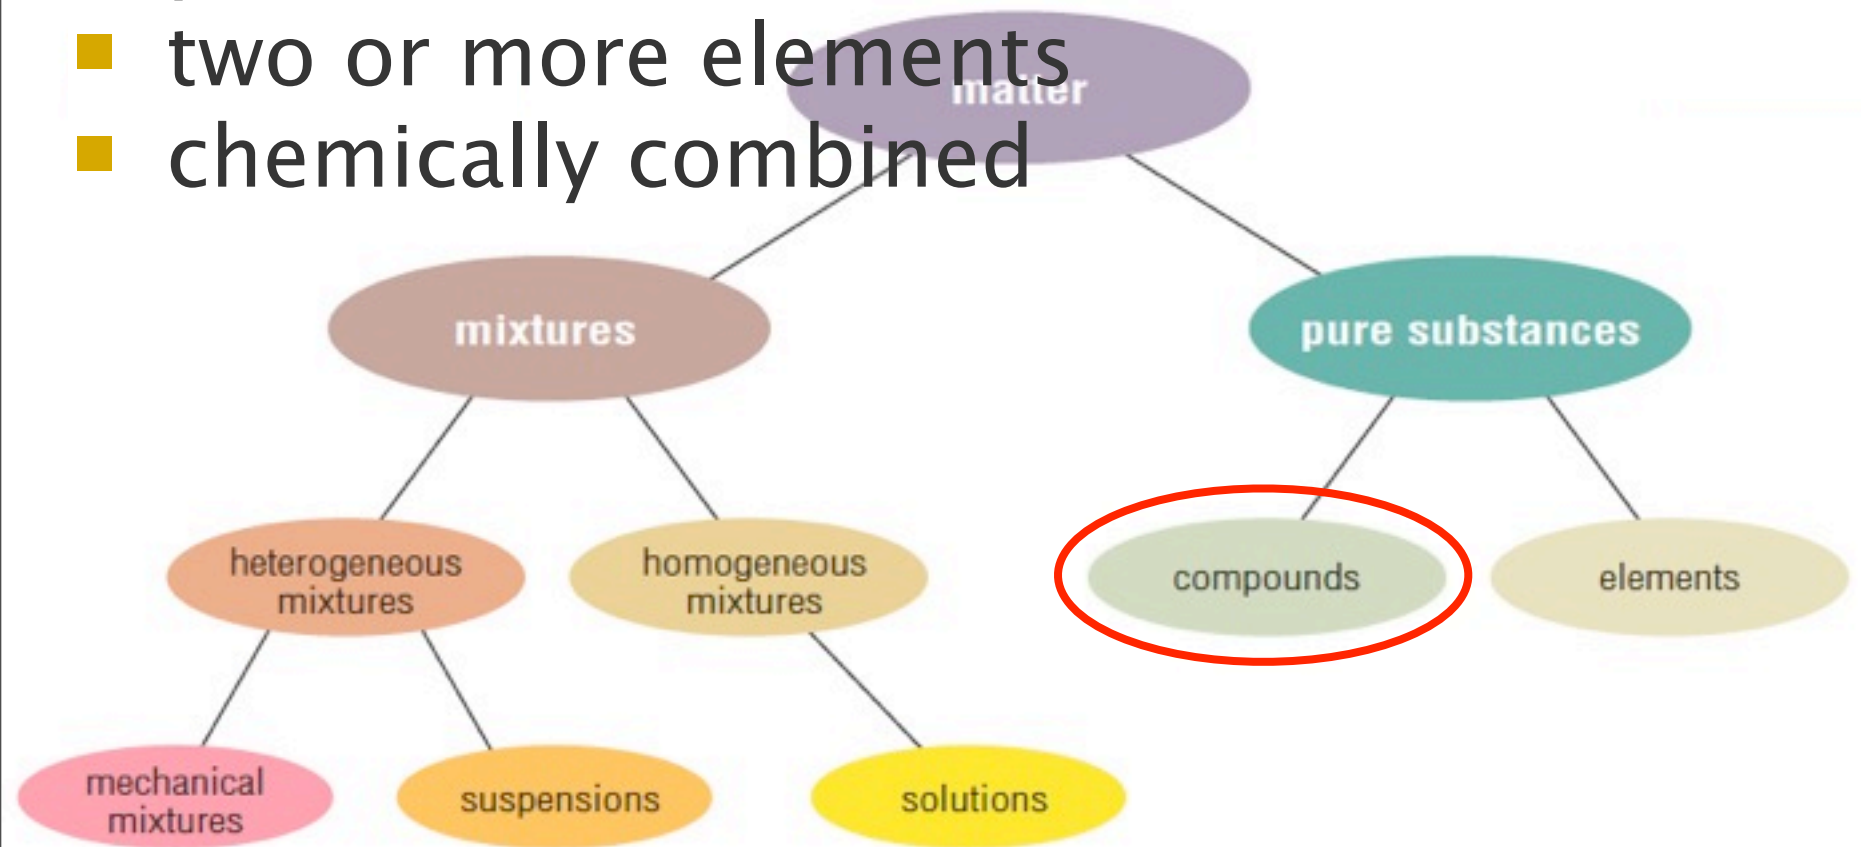 two or more elements
chemically combined
matter
mixtures
pure substances
heterogeneous
mixtures
homogeneous
mixtures
compounds
elements
mechanical
mixtures
suspensions
solutions